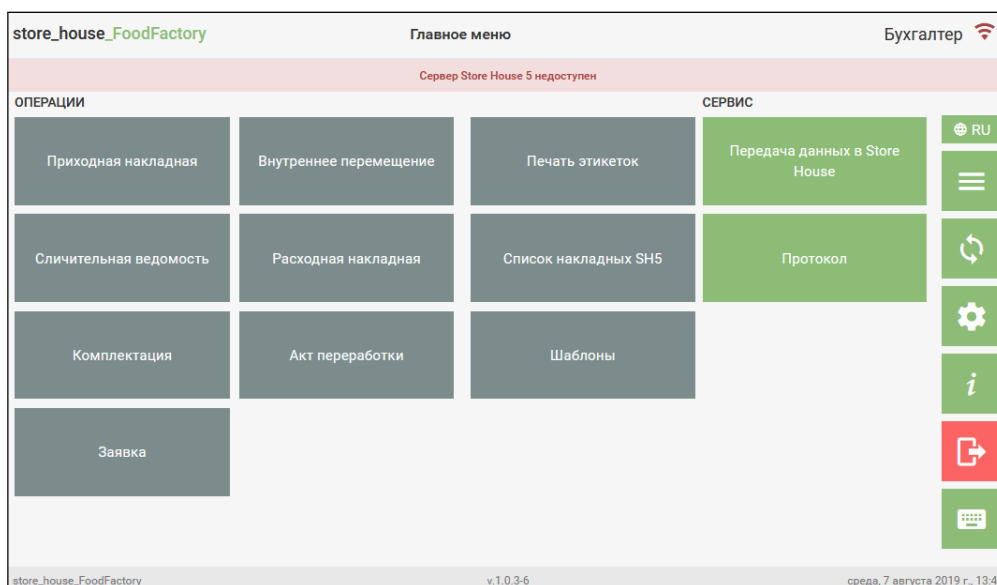 store_house_FoodFactory
Главное меню
Бухгалтер
Сервер Store House 5 недоступен
ОПЕРАЦИИ
СЕРВИС
Приходная накладная
Внутреннее перемещение
Печать этикеток
Передача данных в Store
House
RU
Сличительная ведомость
Расходная накладная
Список накладных SH5
Протокол
Комплектация
Акт переработки
Шаблоны
i
Заявка
store_house_FoodFactory
v.1.0.3-6
среда, 7 августа 2019 г., 13:4